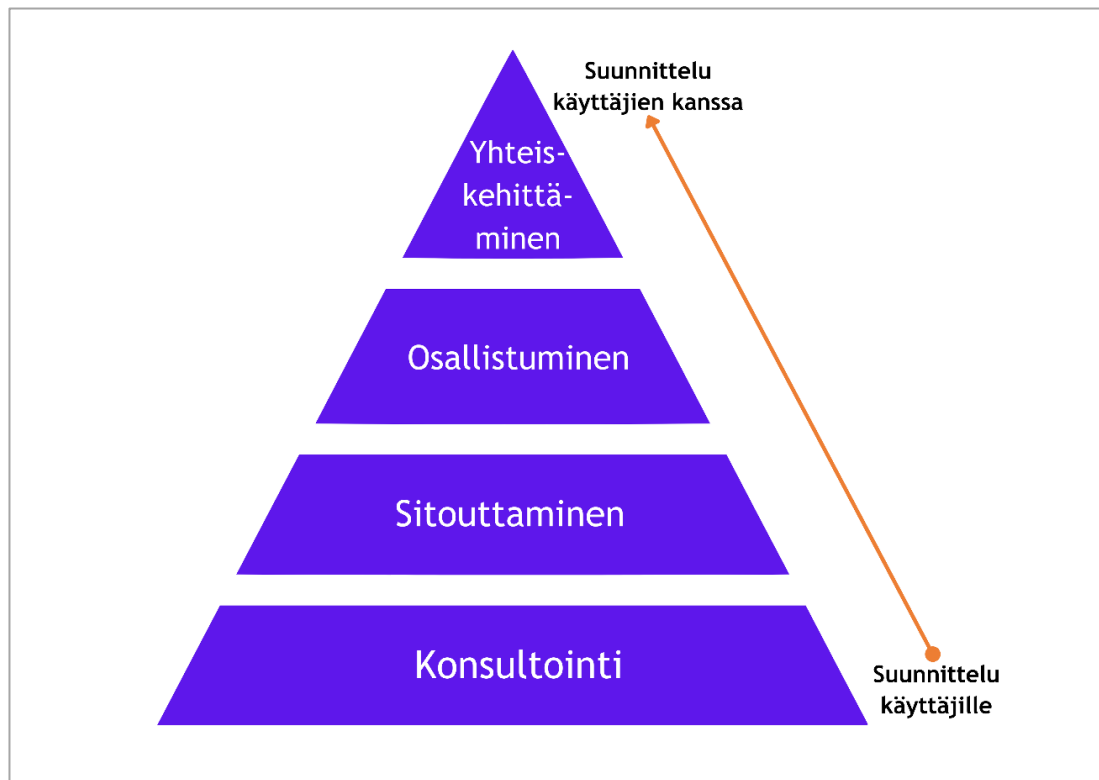 Suunnittelu
käyttäjien kanssa
Yhteis-
kehittä-
minen
Osallistuminen
Sitouttaminen
Konsultointi
Suunnittelu
käyttäjille